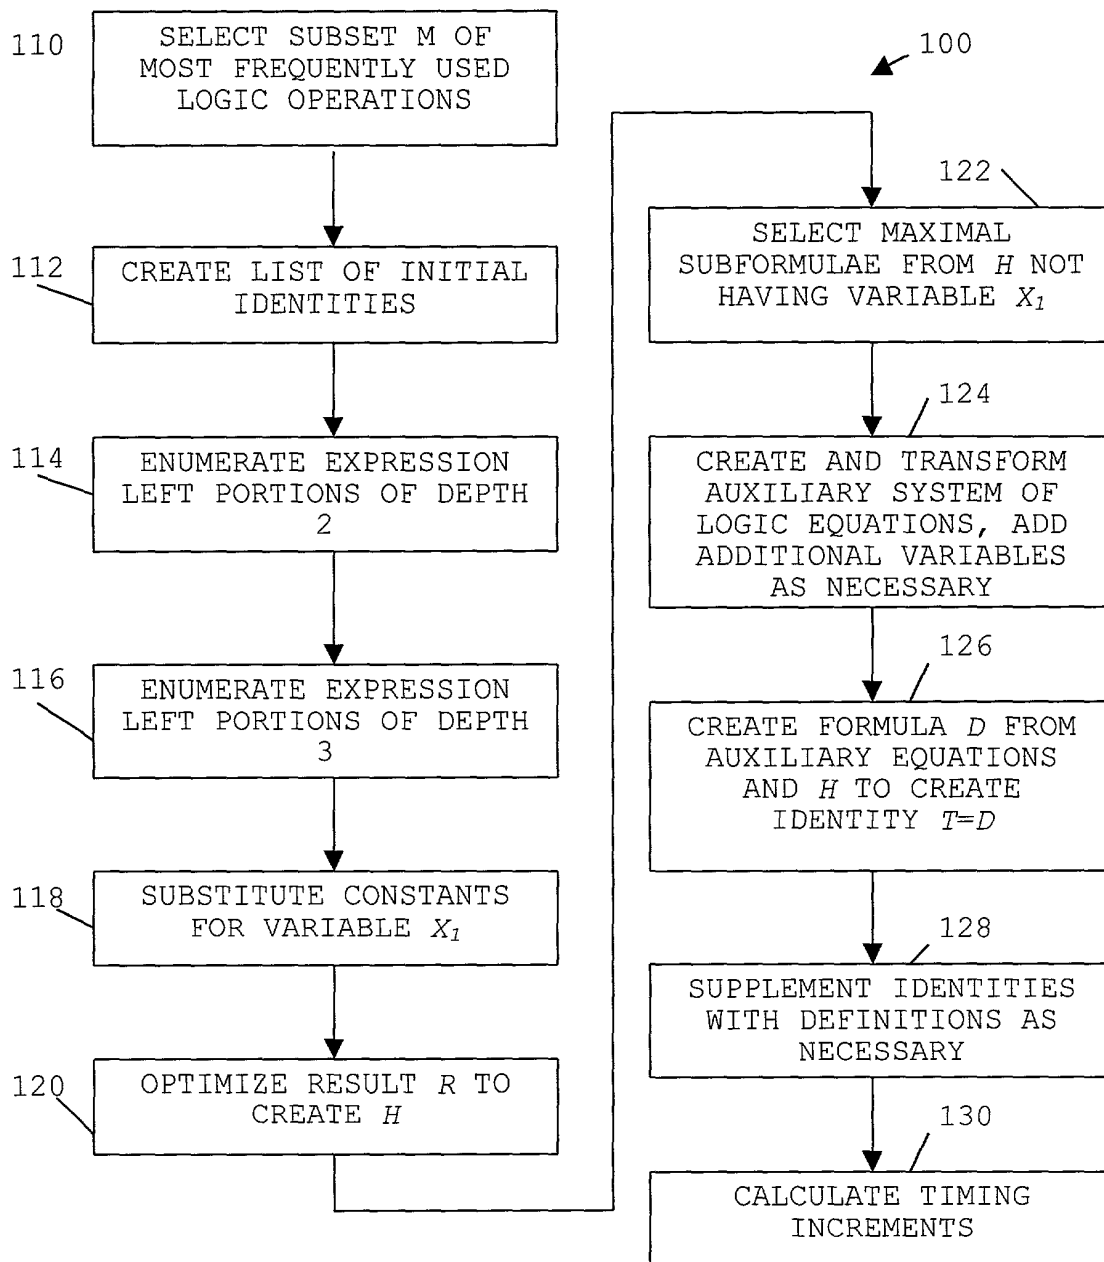 110
SELECT SUBSET M OF
MOST FREQUENTLY USED
LOGIC OPERATIONS
112
CREATE LIST OF INITIAL
IDENTITIES
114
ENUMERATE EXPRESSION
LEFT PORTIONS OF DEPTH
2
116
ENUMERATE EXPRESSION
LEFT PORTIONS OF DEPTH
3
118
SUBSTITUTE CONSTANTS
FOR VARIABLE X₁
120
OPTIMIZE RESULT R TO
CREATE H
100
122
SELECT MAXIMAL
SUBFORMULAE FROM H NOT
HAVING VARIABLE X₁
124
CREATE AND TRANSFORM
AUXILIARY SYSTEM OF
LOGIC EQUATIONS, ADD
ADDITIONAL VARIABLES
AS NECESSARY
126
CREATE FORMULA D FROM
AUXILIARY EQUATIONS
AND H TO CREATE
IDENTITY T=D
128
SUPPLEMENT IDENTITIES
WITH DEFINITIONS AS
NECESSARY
130
CALCULATE TIMING
INCREMENTS